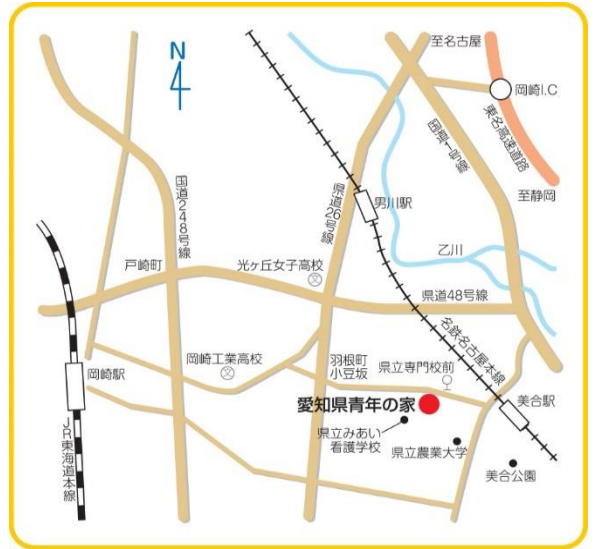 至名古屋
N
岡崎I.C
国道1号線
東名高速道路
至静岡
国道248号線
県道26号線
男川駅
乙川
戸崎町
光ヶ丘女子高校
県道48号線
名鉄名古屋本線
岡崎工業高校
羽根町
小豆坂
県立専門校前
岡崎駅
愛知県青年の家
美合駅
県立みあい
看護学校
県立農業大学
JR東海道本線
美合公園